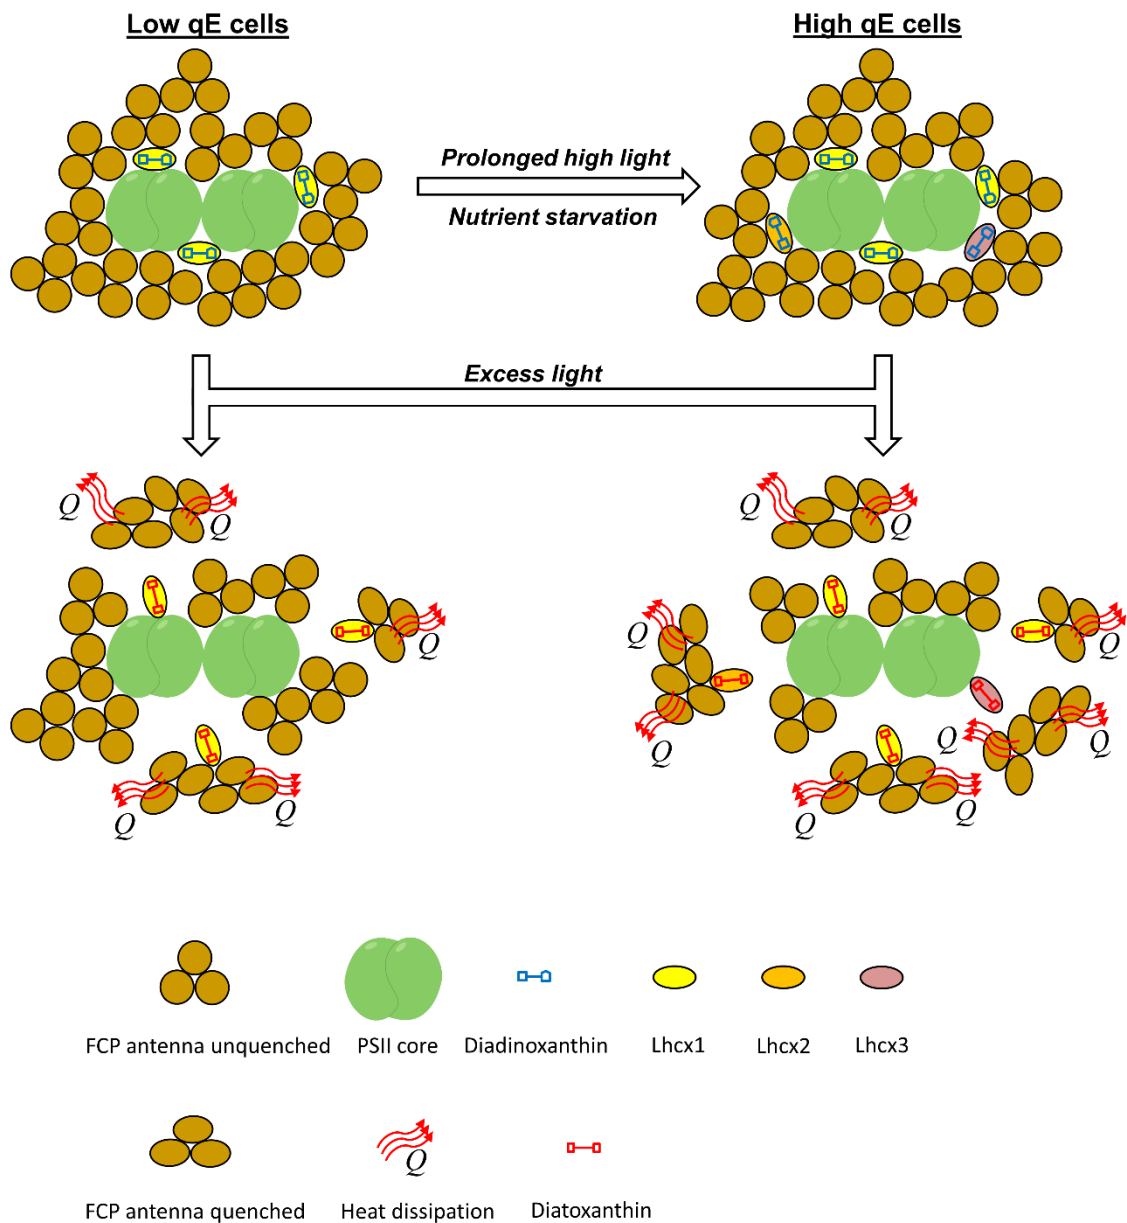 Low qE cells
High qE cells
Prolonged high light
Nutrient starvation
Excess light
Q
Q
Q
Q
Q
Q
Q
Q
Q
Q
Q
Q
Q
Q
FCP antenna unquenched
PSII core
Diadinoxanthin
Lhcx1
Lhcx2
Lhcx3
Q
FCP antenna quenched
Heat dissipation
Diatoxanthin